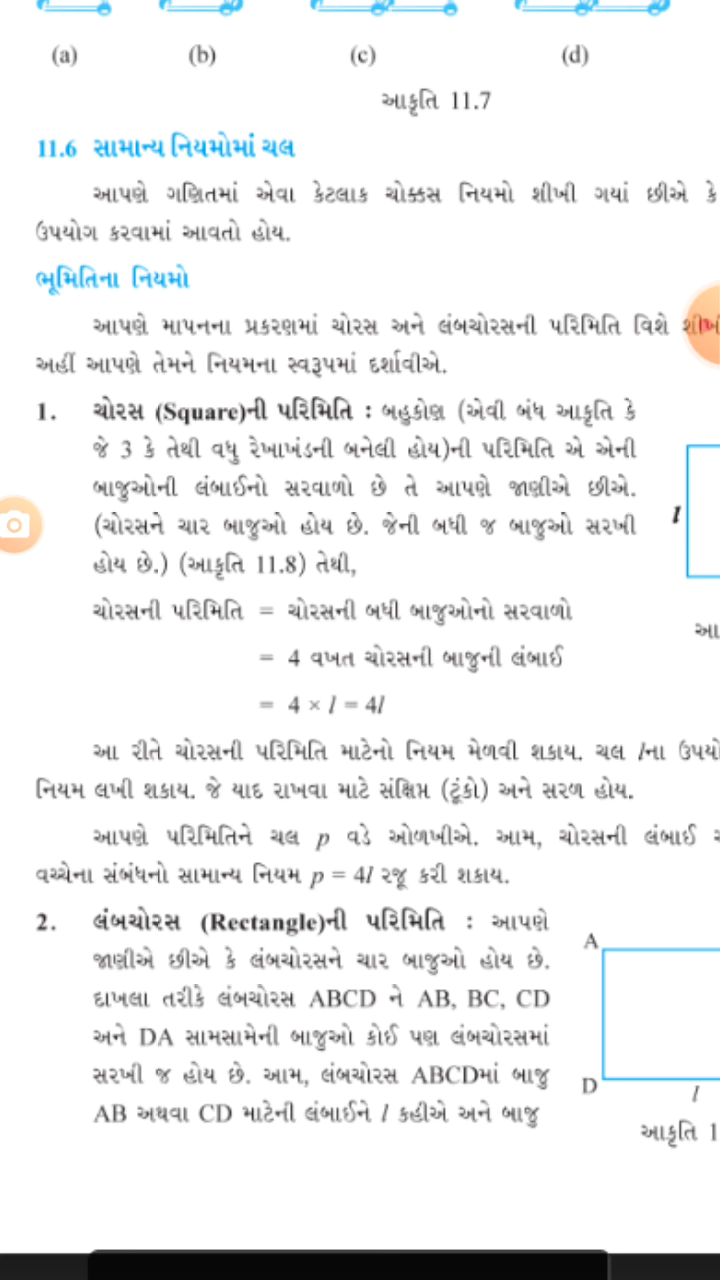 (a) (b) (c) (d)
આકૃતિ 11.7
11.6 સામાન્ય નિયમોમાં ચલ
આપણે ગણિતમાં એવા કેટલાક ચોક્કસ નિયમો શીખી ગયાં છીએ કે
ઉપયોગ કરવામાં આવતો હોય.
ભૂમિતિના નિયમો
આપણે માપનના પ્રકરણમાં ચોરસ અને લંબચોરસની પરિમિતિ વિશે
અહીં આપણે તેમને નિયમના સ્વરૂપમાં દર્શાવીએ.
1. ચોરસ (Square)ની પરિમિતિ : બહુકોણ (એવી બંધ આકૃતિ કે
જે 3 કે તેથી વધુ રેખાખંડની બનેલી હોય)ની પરિમિતિ એ એની
બાજુઓની લંબાઈનો સરવાળો છે તે આપણે જાણીએ છીએ.
(ચોરસને ચાર બાજુઓ હોય છે. જેની બધી જ બાજુઓ સરખી
હોય છે.) (આકૃતિ 11.8) તેથી,
l
ચોરસની પરિમિતિ = ચોરસની બધી બાજુઓનો સરવાળો
= 4 વખત ચોરસની બાજુની લંબાઈ
= 4 × l = 4l
આ રીતે ચોરસની પરિમિતિ માટેનો નિયમ મેળવી શકાય. ચલ lના
નિયમ લખી શકાય. જે યાદ રાખવા માટે સંક્ષિપ્ત (ટૂંકો) અને સરળ હોય.
આપણે પરિમિતિને ચલ p વડે ઓળખીએ. આમ, ચોરસની લંબાઈ
વચ્ચેના સંબંધનો સામાન્ય નિયમ p = 4l રજૂ કરી શકાય.
2. લંબચોરસ (Rectangle)ની પરિમિતિ : આપણે
જાણીએ છીએ કે લંબચોરસને ચાર બાજુઓ હોય છે.
દાખલા તરીકે લંબચોરસ ABCD ને AB, BC, CD
અને DA સામસામેની બાજુઓ કોઈ પણ લંબચોરસમાં
સરખી જ હોય છે. આમ, લંબચોરસ ABCDમાં બાજુ
AB અથવા CD માટેની લંબાઈને l કહીએ અને બાજુ
A
D
l
આકૃતિ 1